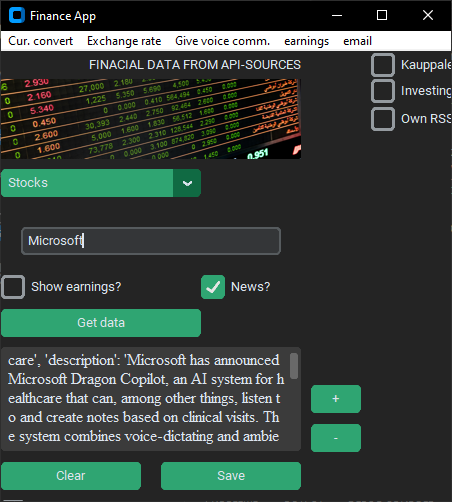 Finance App
Cur. convert Exchange rate Give voice comm. earnings email
FINACIAL DATA FROM API-SOURCES
Kauppale
Investing
Own RSS
Stocks
Microsoft
Show earnings? News?
Get data
care', 'description': 'Microsoft has announced
Microsoft Dragon Copilot, an AI system for h
ealthcare that can, among other things, listen t
o and create notes based on clinical visits. Th
e system combines voice-dictating and ambie
+
-
Clear Save